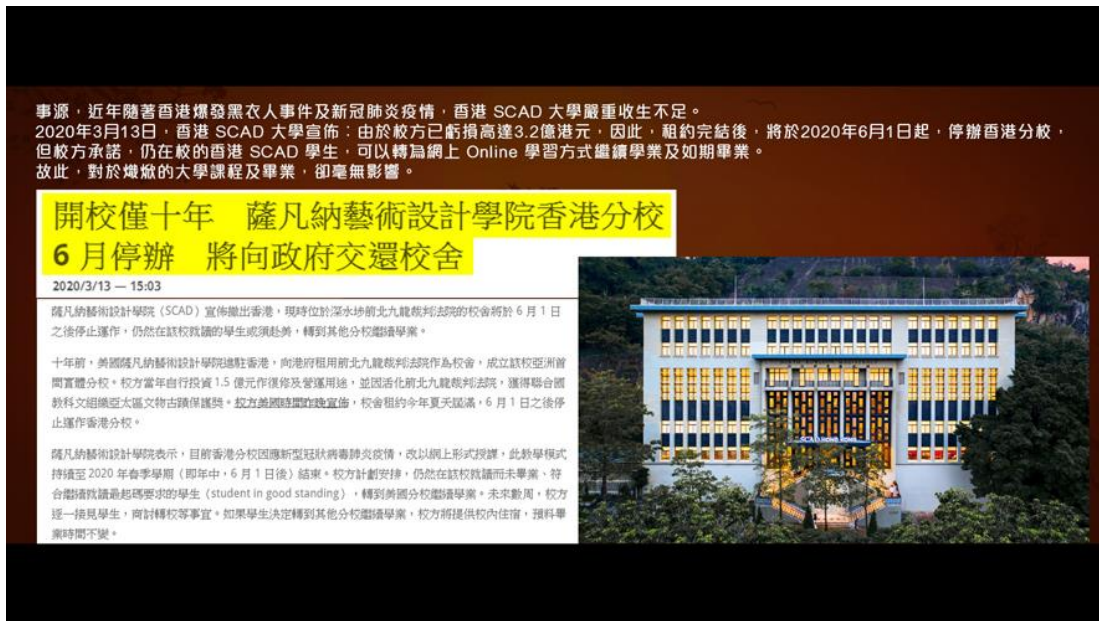 事源，近年隨著香港爆發黑衣人事件及新冠肺炎疫情，香港 SCAD 大學嚴重收生不足。
2020年3月13日，香港 SCAD 大學宣佈：由於校方已虧損高達3.2億港元，因此，租約完結後，將於2020年6月1日起，停辦香港分校，
但校方承諾，仍在校的香港 SCAD 學生，可以轉為網上 Online 學習方式繼續學業及如期畢業。
故此，對於熾焮的大學課程及畢業，卻毫無影響。
開校僅十年　薩凡納藝術設計學院香港分校
6 月停辦　將向政府交還校舍
2020/3/13 — 15:03
薩凡納藝術設計學院（SCAD）宣佈撤出香港，現時位於深水埗前北九龍裁判法院的校舍將於 6 月 1 日
之後停止運作，仍然在該校就讀的學生或須赴美，轉到其他分校繼續學業。
十年前，美國薩凡納藝術設計學院進駐香港，向港府租用前北九龍裁判法院作為校舍，成立該校亞洲首
間實體分校。校方當年自行投資 1.5 億元作復修及營運用途，並因活化前北九龍裁判法院，獲得聯合國
教科文組織亞太區文物古蹟保護獎。校方美國時間昨晚宣佈，校舍租約今年夏天屆滿，6 月 1 日之後停
止運作香港分校。
薩凡納藝術設計學院表示，目前香港分校因應新型冠狀病毒肺炎疫情，改以網上形式授課，此教學模式
持續至 2020 年春季學期（即年中，6 月 1 日後）結束。校方計劃安排，仍然在該校就讀而未畢業、符
合繼續就讀最起碼要求的學生（student in good standing），轉到美國分校繼續學業。未來數周，校方
逐一接見學生，商討轉校等事宜。如果學生決定轉到其他分校繼續學業，校方將提供校內住宿，預料畢
業時間不變。
SCAD HONG KONG